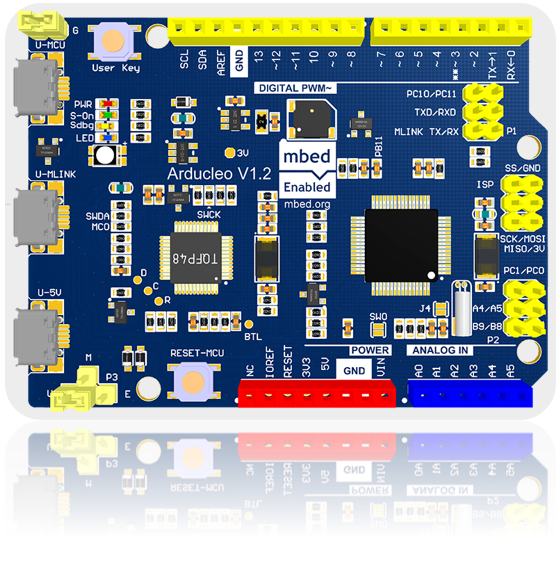 U-MCU
G
User Key
SCL
SDA
AREF
GND
13
~12
~11
10
~9
~8
~7
~6
~5
~4
~3
**
2
TX→1
RX←0
DIGITAL PWM~
PC10/PC11
TXD/RXD
MLINK TX/RX
P1
PWR
S-On
Sdbg
LED
+
3V
PB11
mbed
Enabled
mbed.org
Arducleo V1.2
U-MLINK
SWDA
MCO
SWCK
TQFP48
SS/GND
ISP
SCK/MOSI
MISO/3V
PC1/PC0
D
C
R
U-5V
BTL
SWO
J4
A4/A5
B9/B8
P2
M
P3
E
RESET-MCU
POWER
ANALOG IN
NC
IOREF
RESET
3V3
5V
GND
VIN
A0
A1
A2
A3
A4
A5